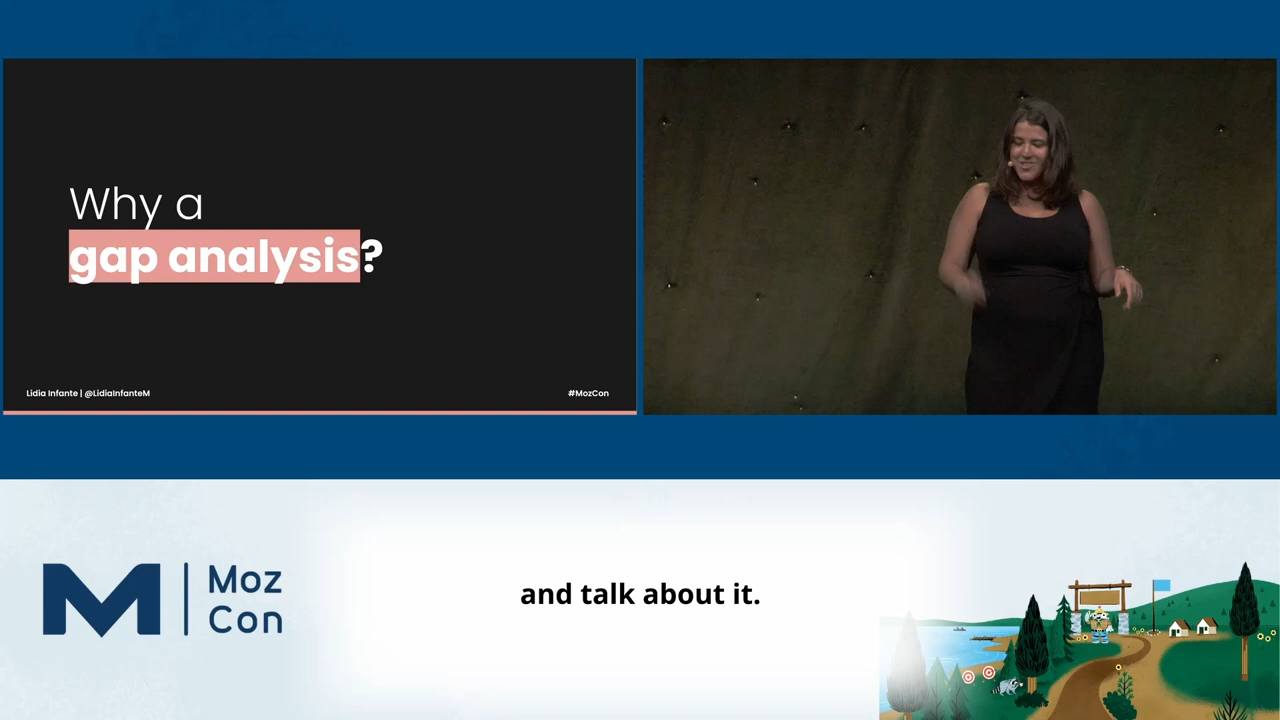 Why a
gap analysis?
Lidia Infante | @LidiaInfanteM
#MozCon
Moz
Con
and talk about it.